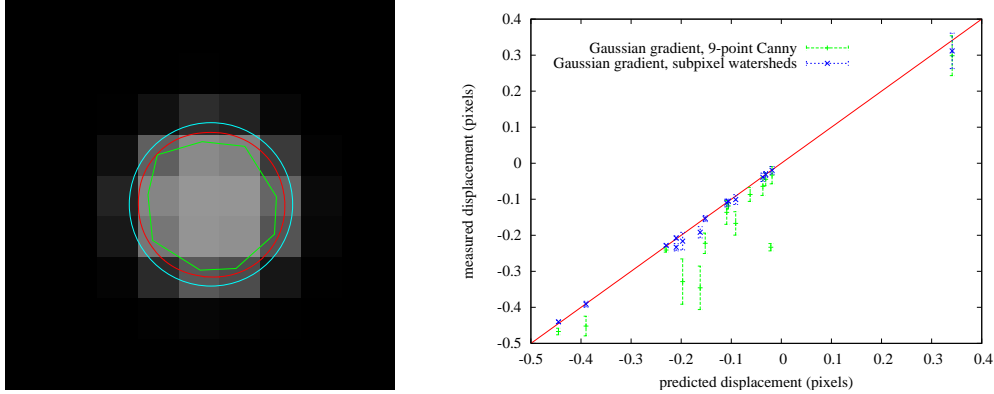 0.4
0.3
0.2
0.1
0
-0.1
-0.2
-0.3
-0.4
-0.5
measured displacement (pixels)
Gaussian gradient, 9-point Canny
Gaussian gradient, subpixel watersheds
-0.5 -0.4 -0.3 -0.2 -0.1 0 0.1 0.2 0.3 0.4
predicted displacement (pixels)